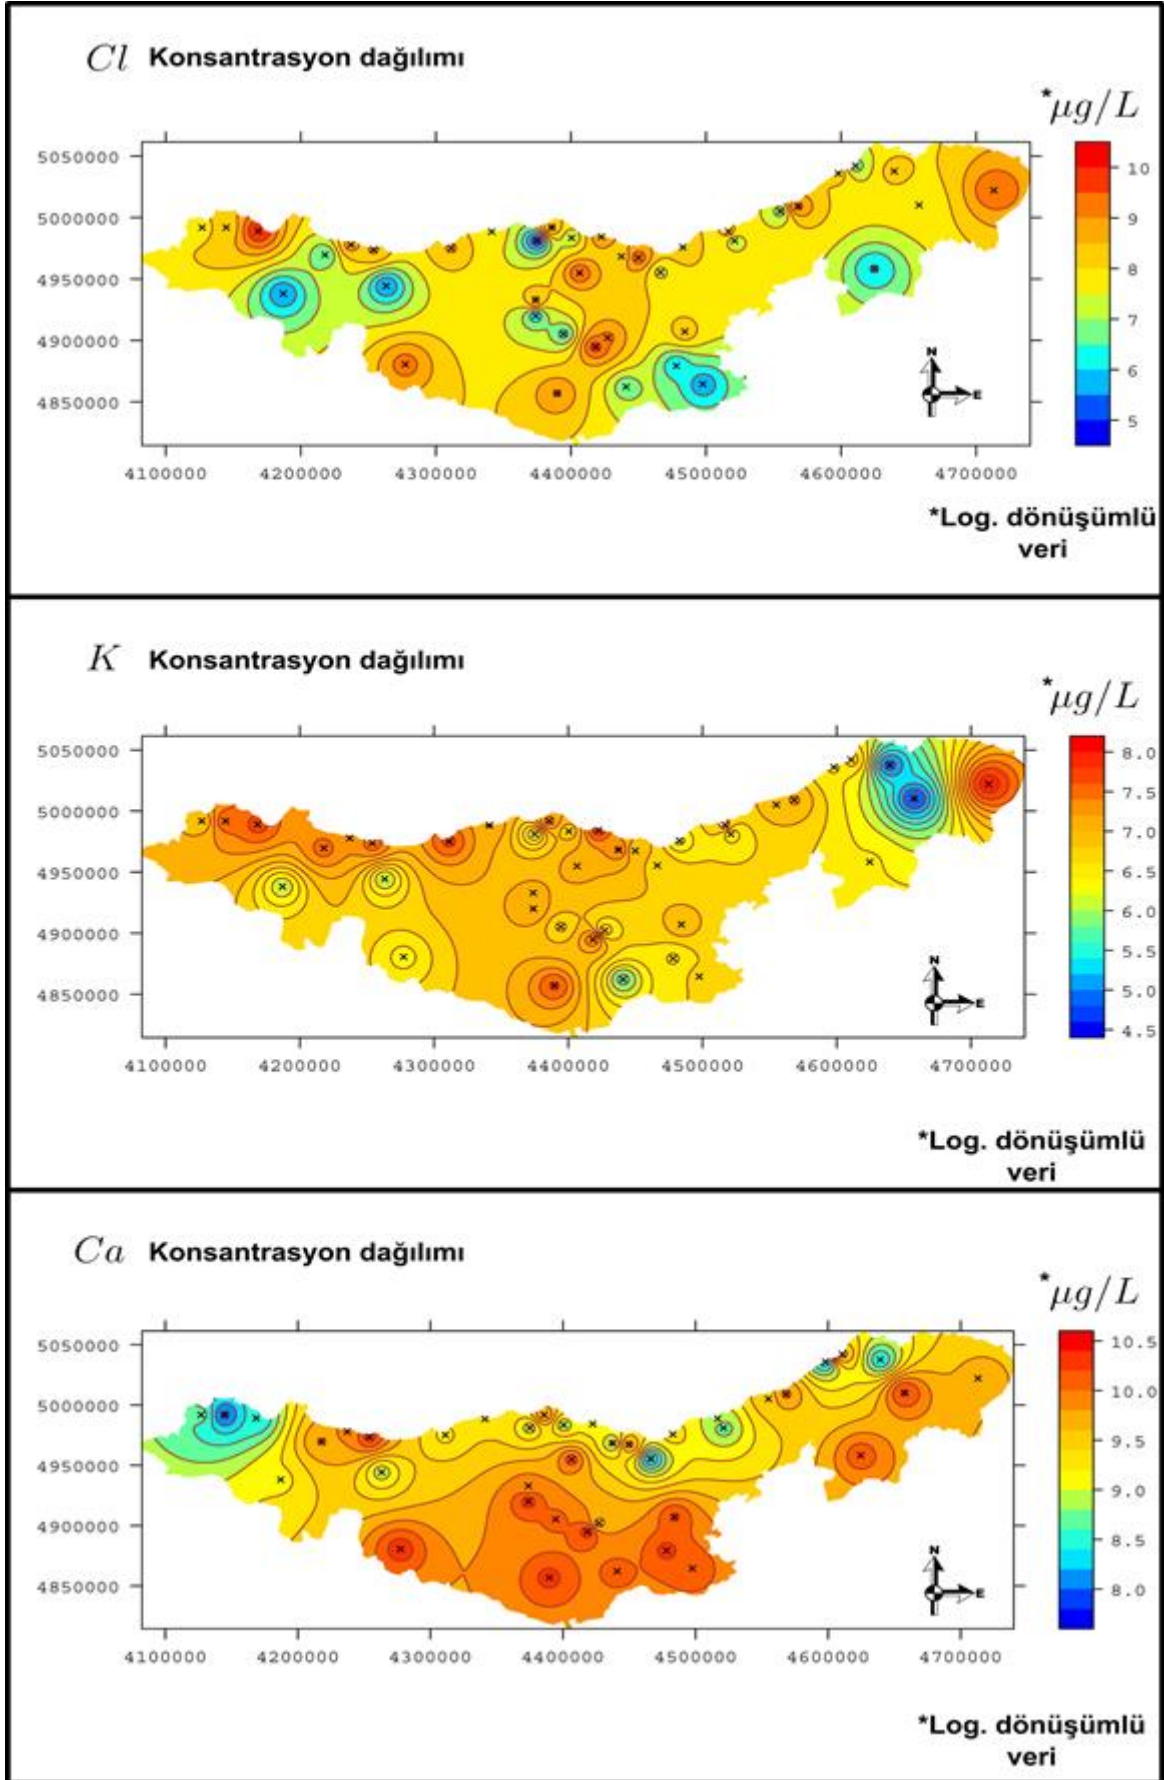 Cl Konsantrasyon dağılımı
*μg/L
5050000
5000000
4950000
4900000
4850000
4100000 4200000 4300000 4400000 4500000 4600000 4700000
10
9
8
7
6
5
N
E
*Log. dönüşümlü
veri
K Konsantrasyon dağılımı
*μg/L
5050000
5000000
4950000
4900000
4850000
4100000 4200000 4300000 4400000 4500000 4600000 4700000
8.0
7.5
7.0
6.5
6.0
5.5
5.0
4.5
N
E
*Log. dönüşümlü
veri
Ca Konsantrasyon dağılımı
*μg/L
5050000
5000000
4950000
4900000
4850000
4100000 4200000 4300000 4400000 4500000 4600000 4700000
10.5
10.0
9.5
9.0
8.5
8.0
N
E
*Log. dönüşümlü
veri